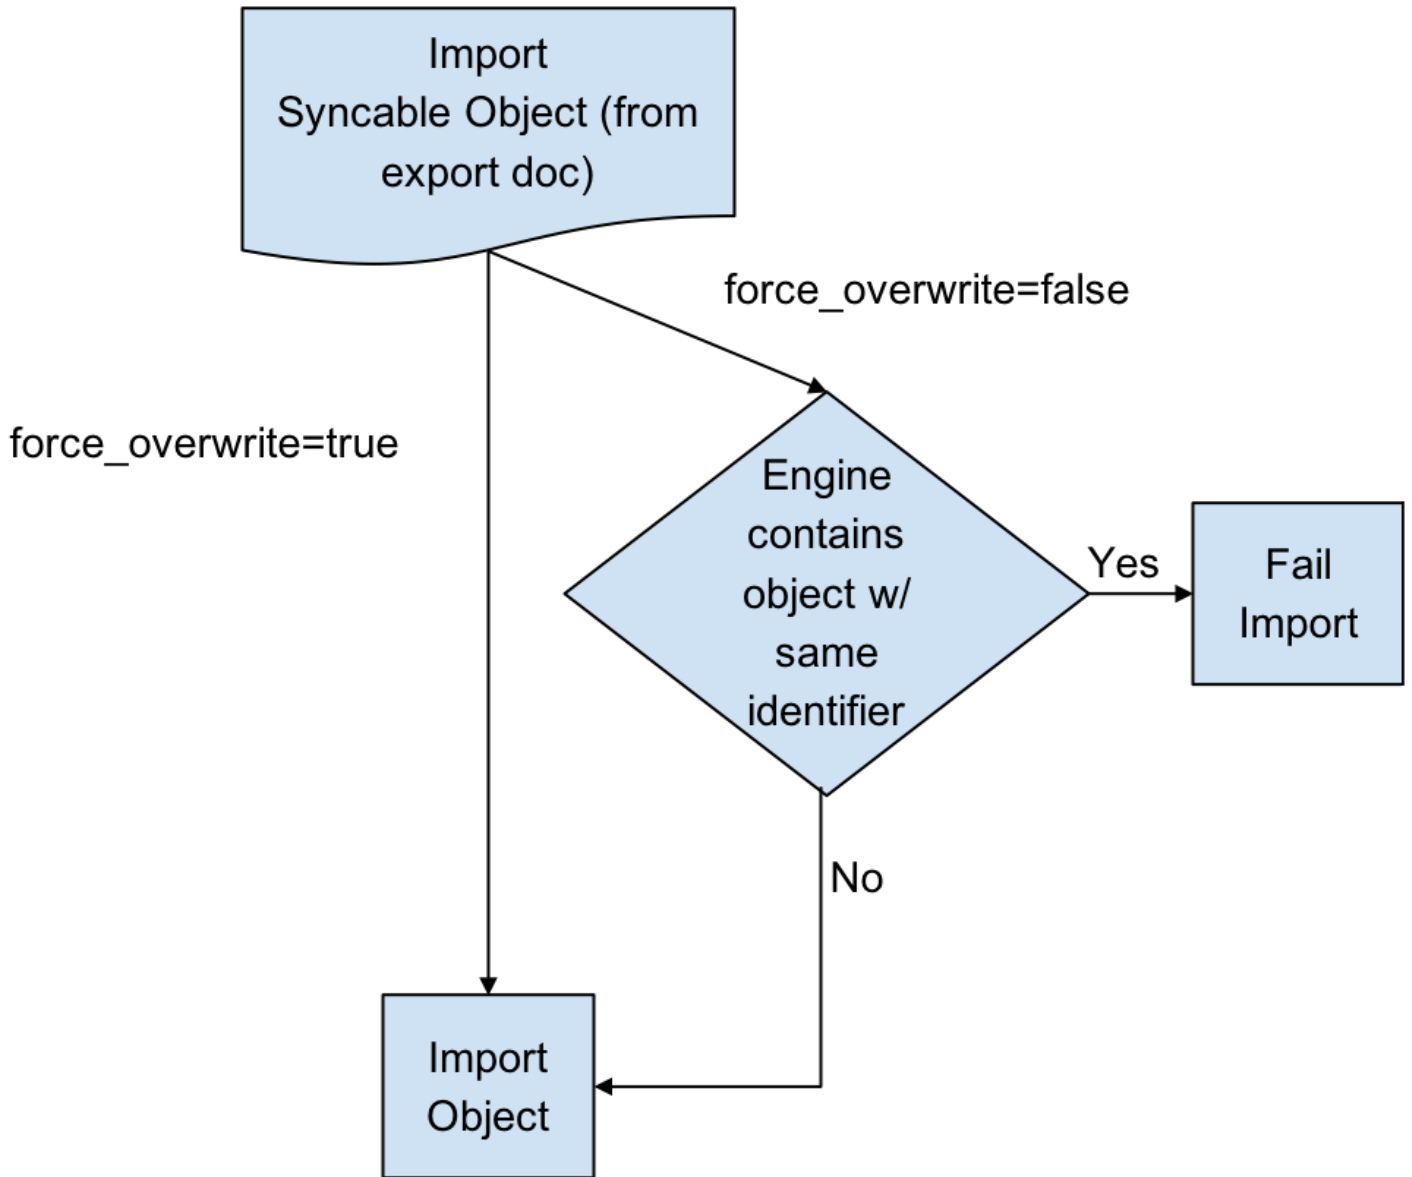 Import
Syncable Object (from
export doc)
force_overwrite=false
force_overwrite=true
Engine
contains
object w/
same
identifier
Yes
Fail
Import
No
Import
Object